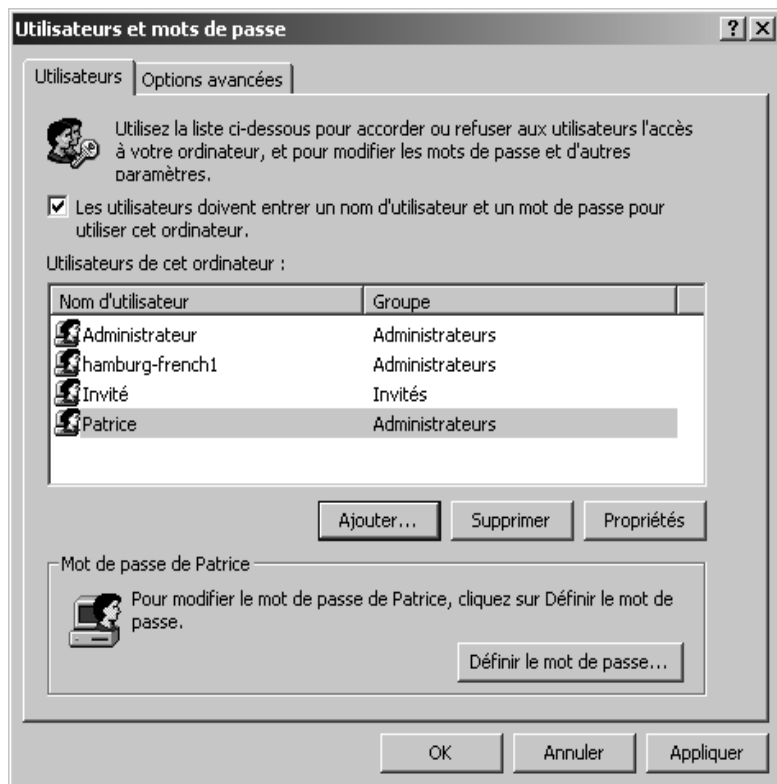 Utilisateurs et mots de passe
Utilisateurs
Options avancées
Utilisez la liste ci-dessous pour accorder ou refuser aux utilisateurs l'accès
à votre ordinateur, et pour modifier les mots de passe et d'autres
paramètres.
Les utilisateurs doivent entrer un nom d'utilisateur et un mot de passe pour
utiliser cet ordinateur.
Utilisateurs de cet ordinateur :
Nom d'utilisateur Groupe
Administrateur Administrateurs
hamburg-french1 Administrateurs
Invité Invités
Patrice Administrateurs
Ajouter... Supprimer Propriétés
Mot de passe de Patrice
Pour modifier le mot de passe de Patrice, cliquez sur Définir le mot de
passe.
Définir le mot de passe...
OK Annuler Appliquer